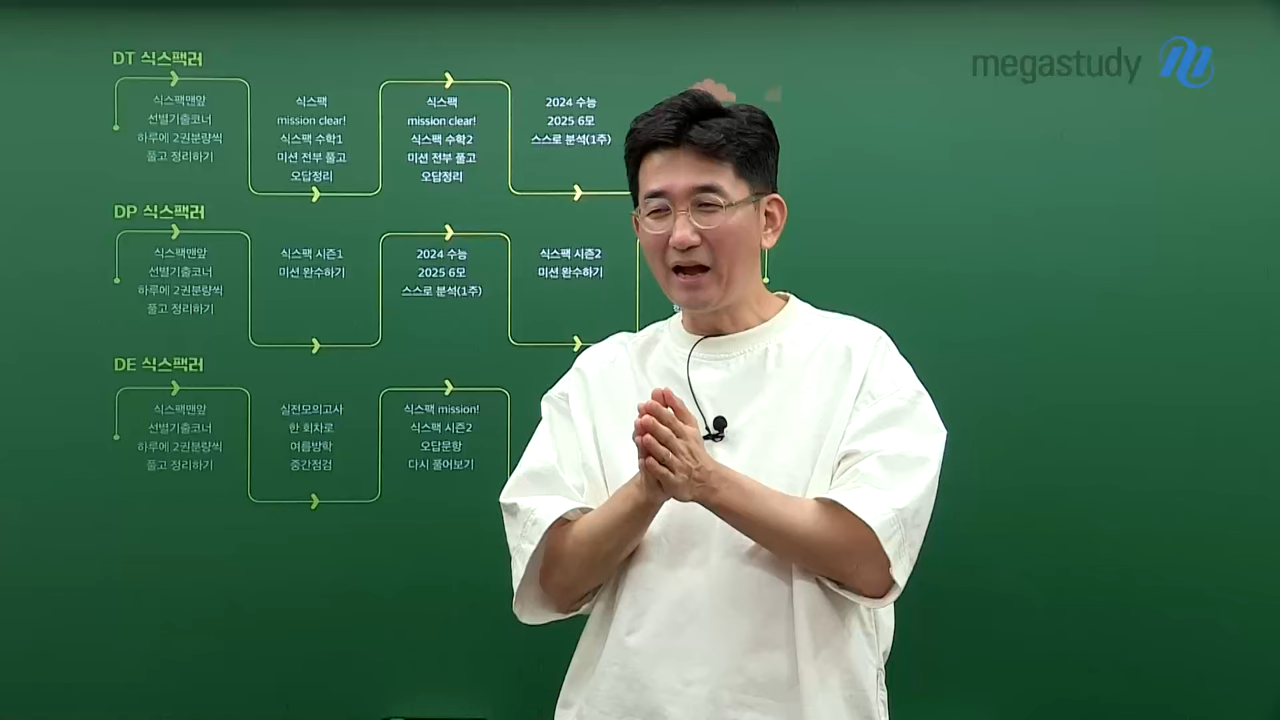 megastudy
DT 식스팩러
식스팩맨앞
선별기출코너
하루에 2권분량씩
풀고 정리하기
식스팩
mission clear!
식스팩 수학1
미션 전부 풀고
오답정리
식스팩
mission clear!
식스팩 수학2
미션 전부 풀고
오답정리
2024 수능
2025 6모
스스로 분석(1주)
DP 식스팩러
식스팩맨앞
선별기출코너
하루에 2권분량씩
풀고 정리하기
식스팩 시즌1
미션 완수하기
2024 수능
2025 6모
스스로 분석(1주)
식스팩 시즌2
미션 완수하기
DE 식스팩러
식스팩맨앞
선별기출코너
하루에 2권분량씩
풀고 정리하기
실전모의고사
한 회차로
여름방학
중간점검
식스팩 mission!
식스팩 시즌2
오답문항
다시 풀어보기